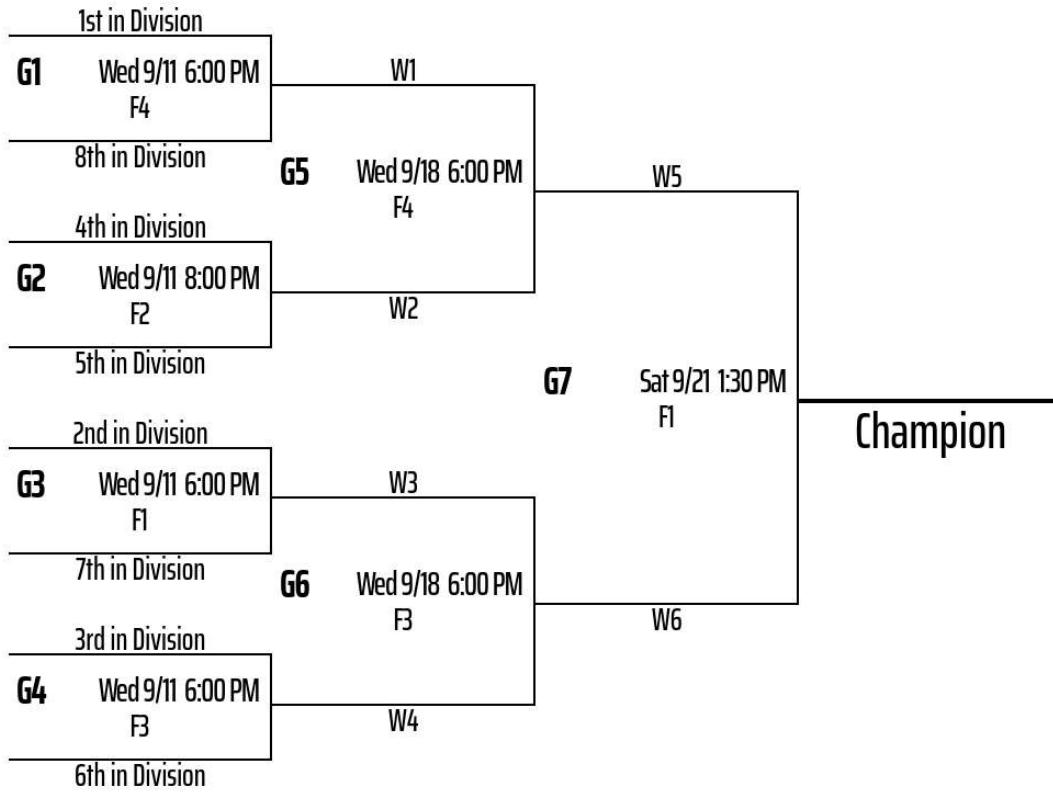 1st in Division
G1 Wed 9/11 6:00 PM
F4
8th in Division
W1
G5 Wed 9/18 6:00 PM
F4
4th in Division
G2 Wed 9/11 8:00 PM
F2
5th in Division
W2
W5
G7 Sat 9/21 1:30 PM
F1
Champion
2nd in Division
G3 Wed 9/11 6:00 PM
F1
7th in Division
W3
G6 Wed 9/18 6:00 PM
F3
W6
3rd in Division
G4 Wed 9/11 6:00 PM
F3
6th in Division
W4